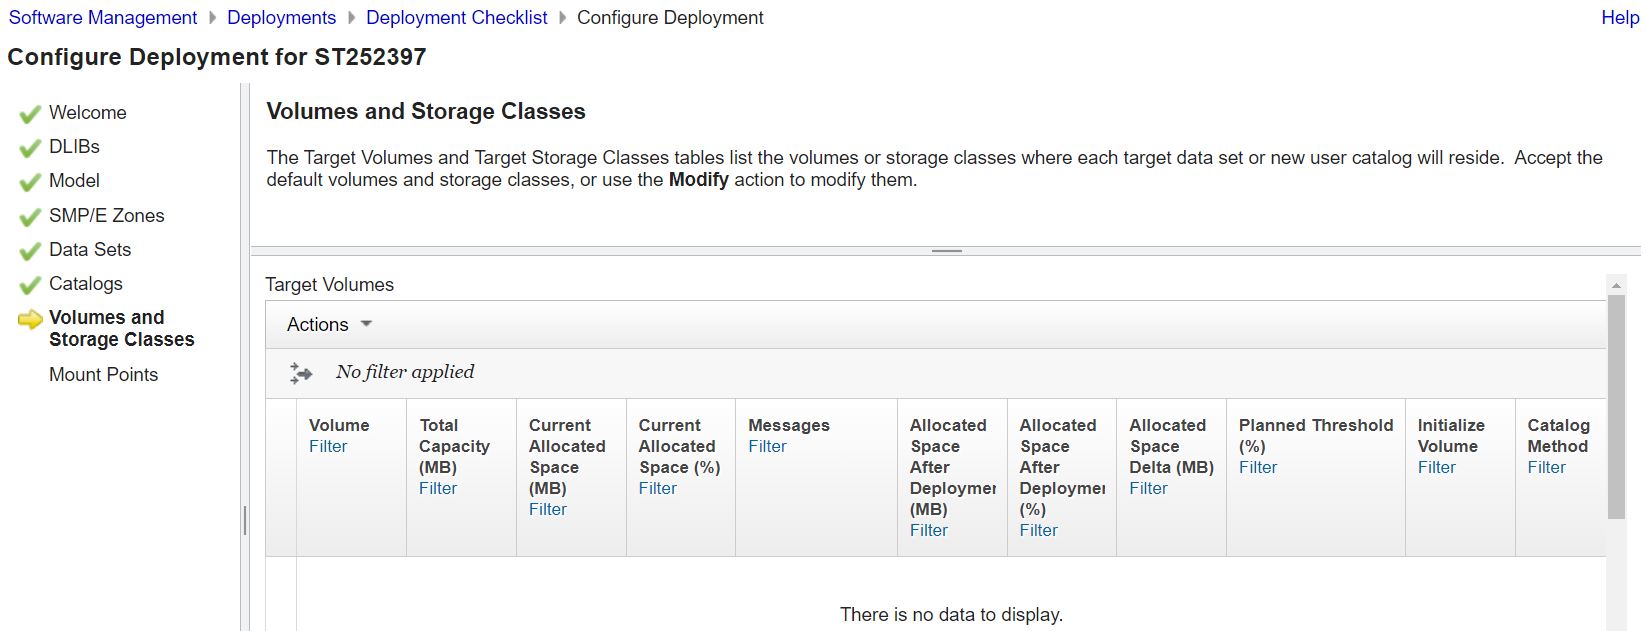 Software Management Deployments Deployment Checklist Configure Deployment Help
Configure Deployment for ST252397
Welcome
DLIBs
Model
SMP/E Zones
Data Sets
Catalogs
Volumes and
Storage Classes
Mount Points
Volumes and Storage Classes
The Target Volumes and Target Storage Classes tables list the volumes or storage classes where each target data set or new user catalog will reside.  Accept the
default volumes and storage classes, or use the Modify action to modify them.
Target Volumes
Actions
No filter applied
Volume
Filter
Total
Capacity
(MB)
Filter
Current
Allocated
Space
(MB)
Filter
Current
Allocated
Space (%)
Filter
Messages
Filter
Allocated
Space
After
Deploymer
(MB)
Filter
Allocated
Space
After
Deploymer
(%)
Filter
Allocated
Space
Delta (MB)
Filter
Planned Threshold
(%)
Filter
Initialize
Volume
Filter
Catalog
Method
Filter
There is no data to display.